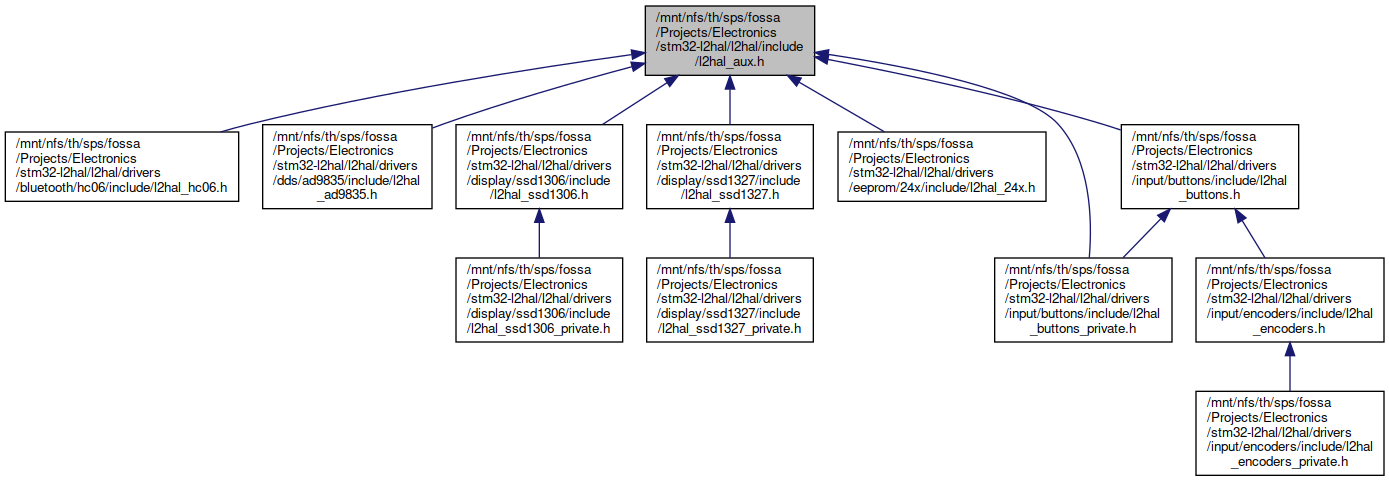 /mnt/nfs/th/sps/fossa
/Projects/Electronics
/stm32-l2hal/l2hal/include
/l2hal_aux.h
/mnt/nfs/th/sps/fossa
/Projects/Electronics
/stm32-l2hal/l2hal/drivers
/bluetooth/hc06/include/l2hal_hc06.h
/mnt/nfs/th/sps/fossa
/Projects/Electronics
/stm32-l2hal/l2hal/drivers
/dds/ad9835/include/l2hal
_ad9835.h
/mnt/nfs/th/sps/fossa
/Projects/Electronics
/stm32-l2hal/l2hal/drivers
/display/ssd1306/include
/l2hal_ssd1306.h
/mnt/nfs/th/sps/fossa
/Projects/Electronics
/stm32-l2hal/l2hal/drivers
/display/ssd1327/include
/l2hal_ssd1327.h
/mnt/nfs/th/sps/fossa
/Projects/Electronics
/stm32-l2hal/l2hal/drivers
/eeprom/24x/include/l2hal_24x.h
/mnt/nfs/th/sps/fossa
/Projects/Electronics
/stm32-l2hal/l2hal/drivers
/input/buttons/include/l2hal
_buttons.h
/mnt/nfs/th/sps/fossa
/Projects/Electronics
/stm32-l2hal/l2hal/drivers
/display/ssd1306/include
/l2hal_ssd1306_private.h
/mnt/nfs/th/sps/fossa
/Projects/Electronics
/stm32-l2hal/l2hal/drivers
/display/ssd1327/include
/l2hal_ssd1327_private.h
/mnt/nfs/th/sps/fossa
/Projects/Electronics
/stm32-l2hal/l2hal/drivers
/input/buttons/include/l2hal
_buttons_private.h
/mnt/nfs/th/sps/fossa
/Projects/Electronics
/stm32-l2hal/l2hal/drivers
/input/encoders/include/l2hal
_encoders.h
/mnt/nfs/th/sps/fossa
/Projects/Electronics
/stm32-l2hal/l2hal/drivers
/input/encoders/include/l2hal
_encoders_private.h